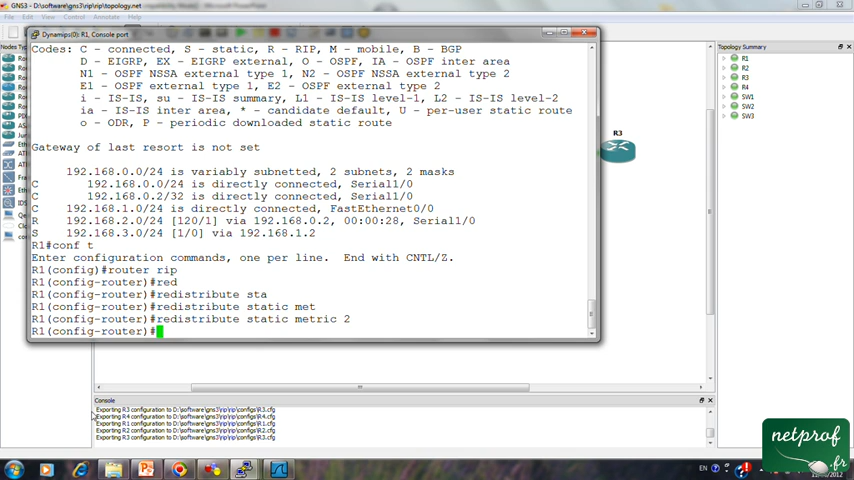 GNS3 - D:\software\gns3\rip\rip\topology.net
File Edit View Control Annotate
Dynamips(0): R1, Console port
Codes: C - connected, S - static, R - RIP, M - mobile, B - BGP
D - EIGRP, EX - EIGRP external, O - OSPF, IA - OSPF inter area
N1 - OSPF NSSA external type 1, N2 - OSPF NSSA external type 2
E1 - OSPF external type 1, E2 - OSPF external type 2
i - IS-IS, su - IS-IS summary, L1 - IS-IS level-1, L2 - IS-IS level-2
ia - IS-IS inter area, * - candidate default, U - per-user static route
o - ODR, P - periodic downloaded static route
Gateway of last resort is not set
192.168.0.0/24 is variably subnetted, 2 subnets, 2 masks
C 192.168.0.0/24 is directly connected, Serial1/0
C 192.168.0.2/32 is directly connected, Serial1/0
C 192.168.1.0/24 is directly connected, FastEthernet0/0
R 192.168.2.0/24 [120/1] via 192.168.0.2, 00:00:28, Serial1/0
S 192.168.3.0/24 [1/0] via 192.168.1.2
R1#conf t
Enter configuration commands, one per line. End with CNTL/Z.
R1(config)#router rip
R1(config-router)#red
R1(config-router)#redistribute sta
R1(config-router)#redistribute static met
R1(config-router)#redistribute static metric 2
R1(config-router)#
Nodes Types
R3
Topology Summary
R1
R2
R3
R4
SW1
SW2
SW3
Console
Exporting R3 configuration to D:\software\gns3\rip\rip\configs\R3.cfg
Exporting R4 configuration to D:\software\gns3\rip\rip\configs\R4.cfg
Exporting R1 configuration to D:\software\gns3\rip\rip\configs\R1.cfg
Exporting R2 configuration to D:\software\gns3\rip\rip\configs\R2.cfg
Exporting R3 configuration to D:\software\gns3\rip\rip\configs\R3.cfg
EN
netprof
.fr